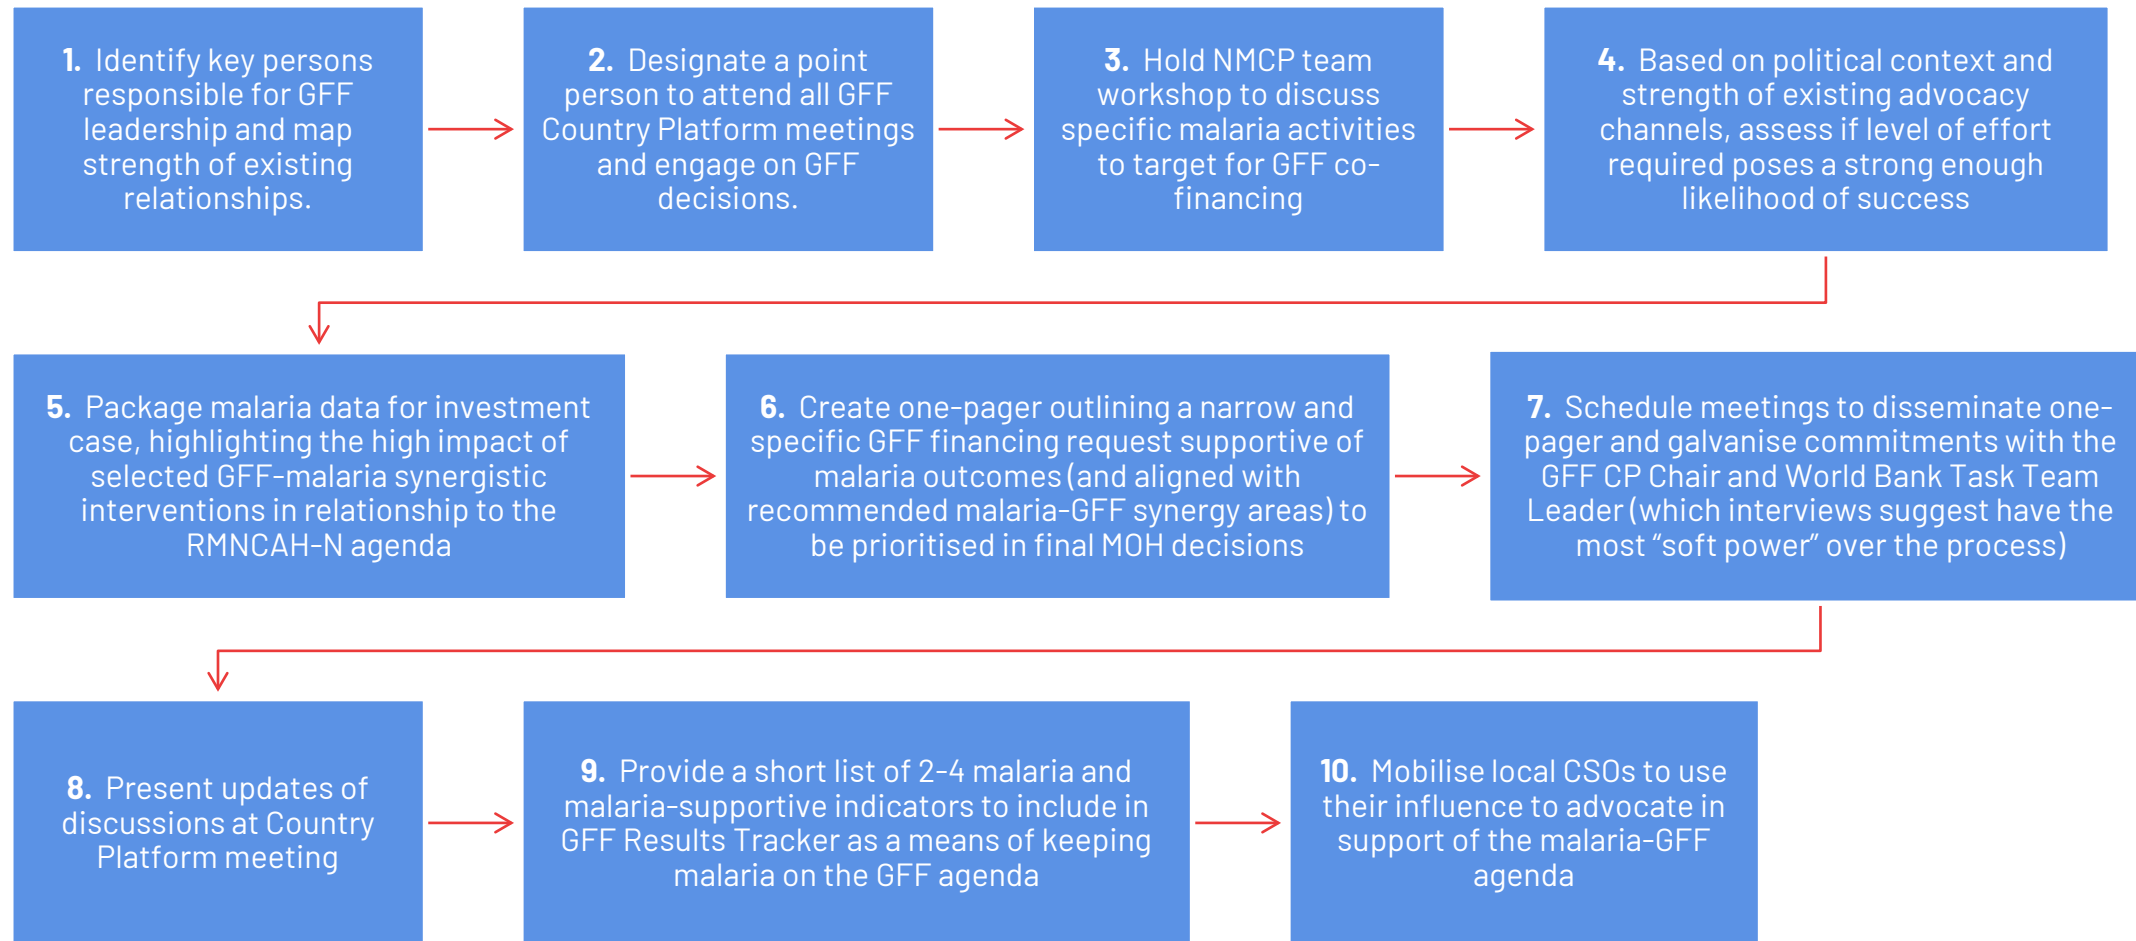 1. Identify key persons
responsible for GFF
leadership and map
strength of existing
relationships.
2. Designate a point
person to attend all GFF
Country Platform meetings
and engage on GFF
decisions.
3. Hold NMCP team
workshop to discuss
specific malaria activities
to target for GFF co-
financing
4. Based on political context and
strength of existing advocacy
channels, assess if level of effort
required poses a strong enough
likelihood of success
5. Package malaria data for investment
case, highlighting the high impact of
selected GFF-malaria synergistic
interventions in relationship to the
RMNCAH-N agenda
6. Create one-pager outlining a narrow and
specific GFF financing request supportive of
malaria outcomes (and aligned with
recommended malaria-GFF synergy areas) to
be prioritised in final MOH decisions
7. Schedule meetings to disseminate one-
pager and galvanise commitments with the
GFF CP Chair and World Bank Task Team
Leader (which interviews suggest have the
most “soft power” over the process)
8. Present updates of
discussions at Country
Platform meeting
9. Provide a short list of 2-4 malaria and
malaria-supportive indicators to include in
GFF Results Tracker as a means of keeping
malaria on the GFF agenda
10. Mobilise local CSOs to use
their influence to advocate in
support of the malaria-GFF
agenda